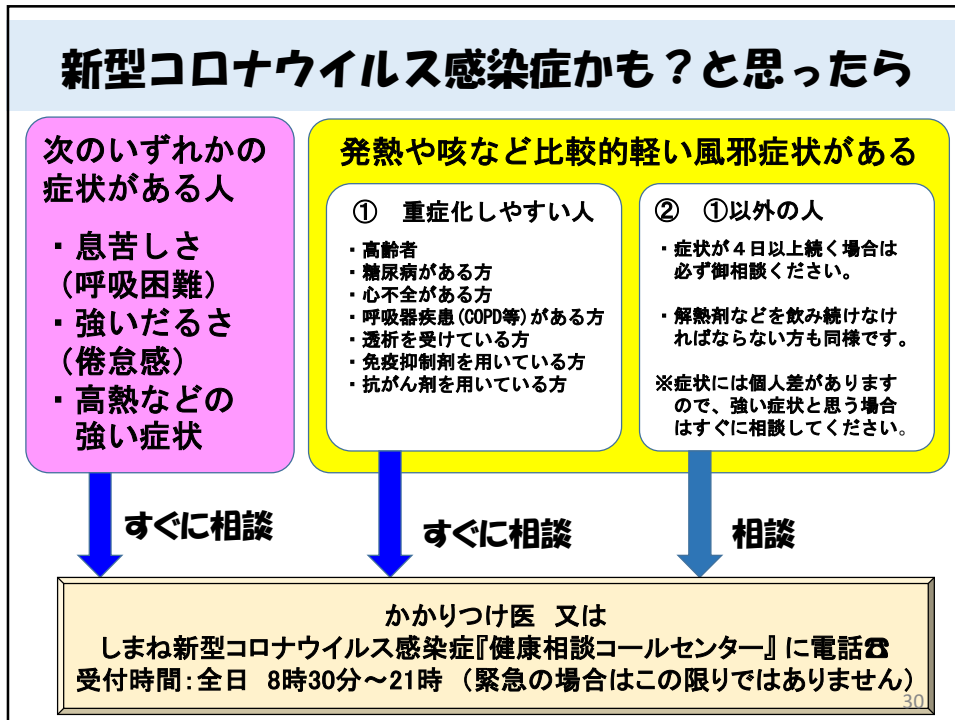 新型コロナウイルス感染症かも？と思ったら
次のいずれかの
症状がある人
・息苦しさ
（呼吸困難）
・強いだるさ
（倦怠感）
・高熱などの
強い症状
発熱や咳など比較的軽い風邪症状がある
①　重症化しやすい人
・高齢者
・糖尿病がある方
・心不全がある方
・呼吸器疾患(COPD等)がある方
・透析を受けている方
・免疫抑制剤を用いている方
・抗がん剤を用いている方
②　①以外の人
・症状が４日以上続く場合は
必ず御相談ください。
・解熱剤などを飲み続けなけ
ればならない方も同様です。
※症状には個人差があります
ので、強い症状と思う場合
はすぐに相談してください。
すぐに相談
すぐに相談
相談
かかりつけ医　又は
しまね新型コロナウイルス感染症『健康相談コールセンター』に電話☎
受付時間：全日　8時30分～21時　（緊急の場合はこの限りではありません）
30